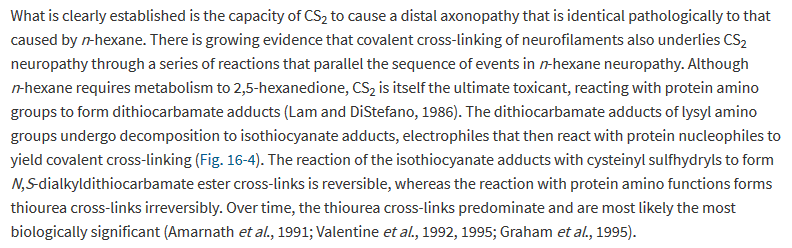 What is clearly established is the capacity of CS2 to cause a distal axonopathy that is identical pathologically to that
caused by n-hexane. There is growing evidence that covalent cross-linking of neurofilaments also underlies CS2
neuropathy through a series of reactions that parallel the sequence of events in n-hexane neuropathy. Although
n-hexane requires metabolism to 2,5-hexanedione, CS2 is itself the ultimate toxicant, reacting with protein amino
groups to form dithiocarbamate adducts (Lam and DiStefano, 1986). The dithiocarbamate adducts of lysyl amino
groups undergo decomposition to isothiocyanate adducts, electrophiles that then react with protein nucleophiles to
yield covalent cross-linking (Fig. 16-4). The reaction of the isothiocyanate adducts with cysteinyl sulfhydryls to form
N,S-dialkyldithiocarbamate ester cross-links is reversible, whereas the reaction with protein amino functions forms
thiourea cross-links irreversibly. Over time, the thiourea cross-links predominate and are most likely the most
biologically significant (Amarnath et al., 1991; Valentine et al., 1992, 1995; Graham et al., 1995).